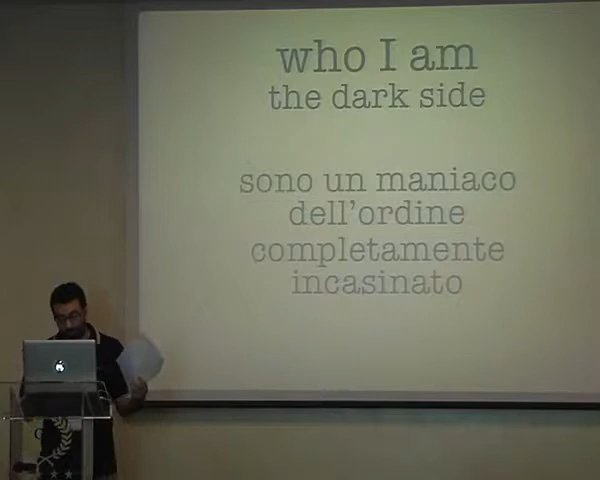 who I am
the dark side
sono un maniaco
dell'ordine
completamente
incasinato